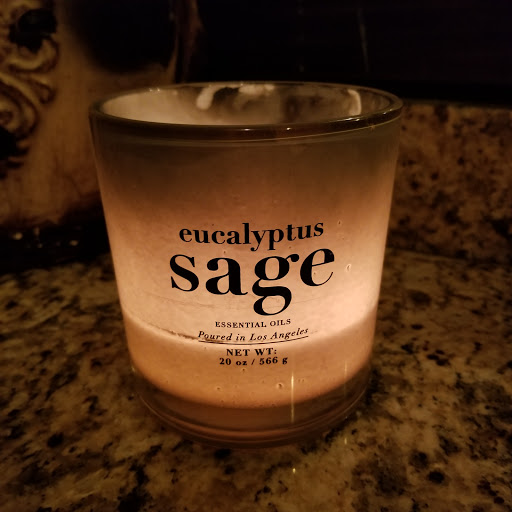 eucalyptus
sage
ESSENTIAL OILS
Poured in Los Angeles
NET WT:
20 oz / 566 g